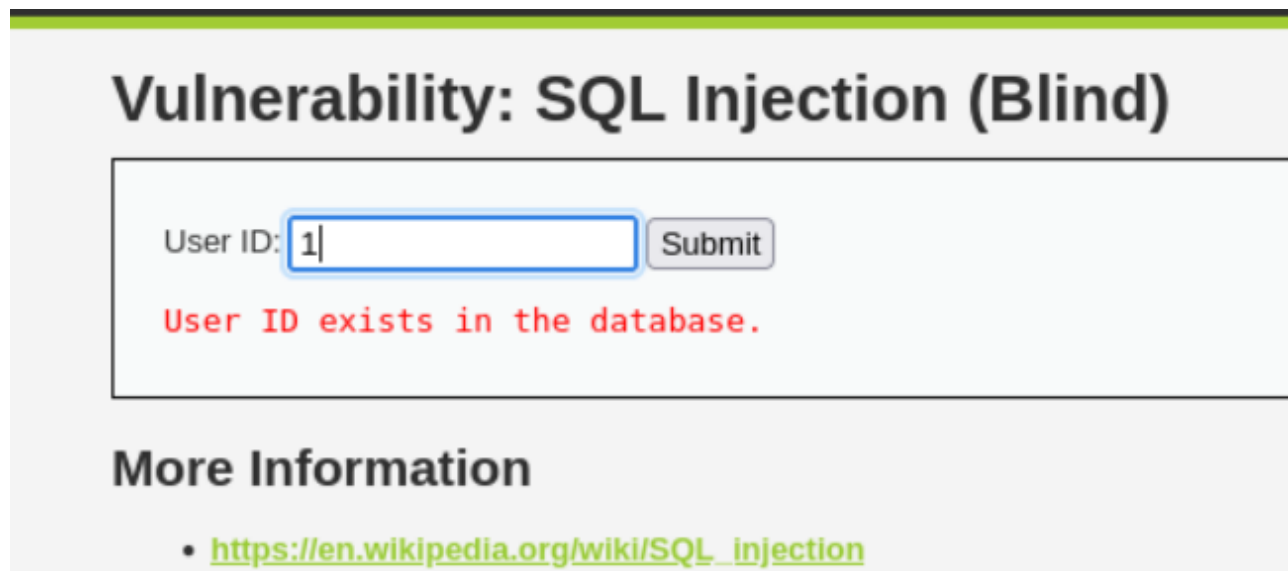 Vulnerability: SQL Injection (Blind)
User ID: 1 Submit
User ID exists in the database.
More Information
https://en.wikipedia.org/wiki/SQL_injection